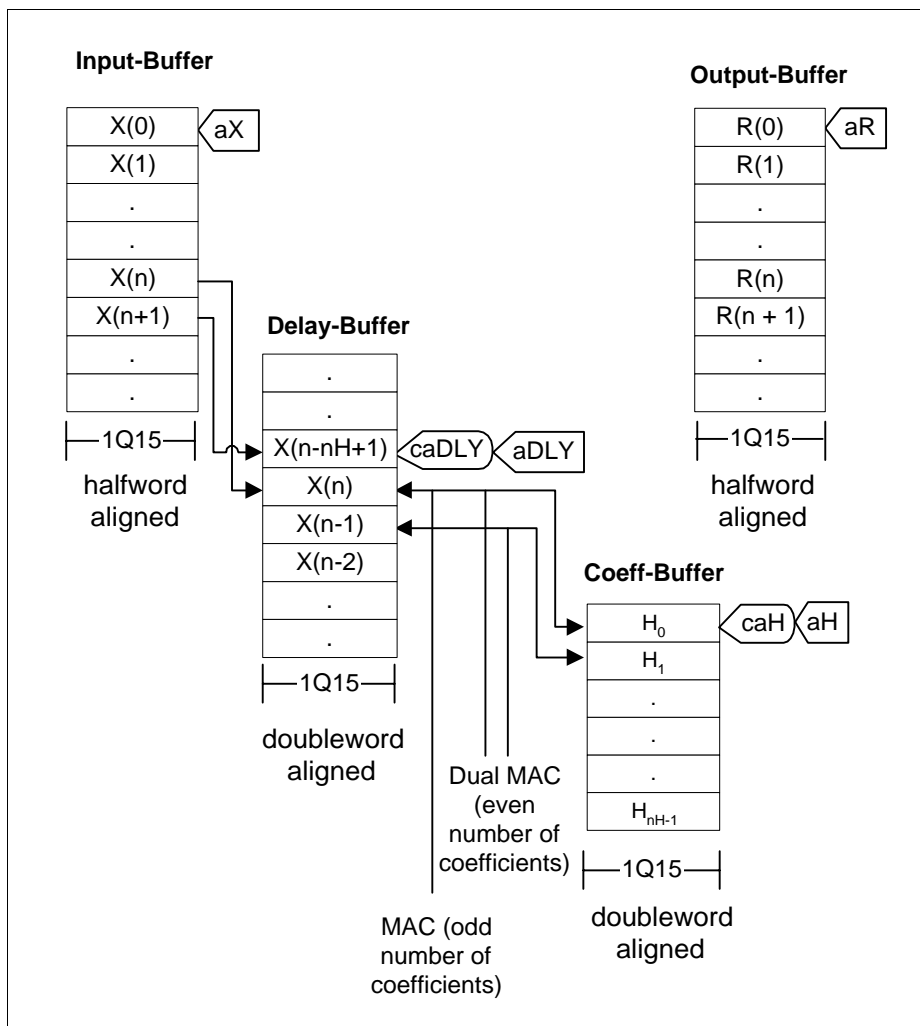 Input-Buffer
X(0)
aX
X(1)
.
.
X(n)
X(n+1)
.
.
1Q15
halfword
aligned
Output-Buffer
R(0)
aR
R(1)
.
.
R(n)
R(n + 1)
.
.
1Q15
halfword
aligned
Delay-Buffer
.
.
X(n-nH+1)
caDLY
aDLY
X(n)
X(n-1)
X(n-2)
.
.
1Q15
doubleword
aligned
Coeff-Buffer
H0
caH
aH
H1
.
.
.
HnH-1
1Q15
doubleword
aligned
Dual MAC
(even
number of
coefficients)
MAC (odd
number of
coefficients)